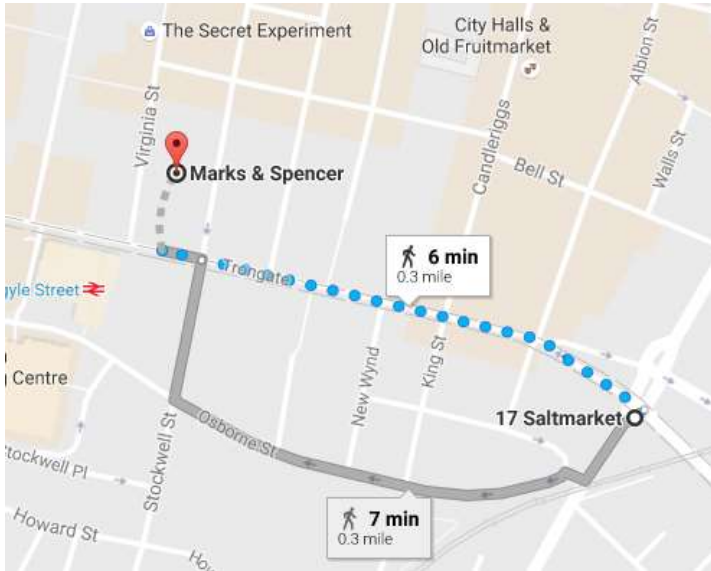 City Halls &
Old Fruitmarket
The Secret Experiment
Albion St
Virginia St
Candleriggs
Walls St
Bell St
Marks & Spencer
6 min
0.3 mile
Trongate
gyle Street
New Wynd
King St
Centre
17 Saltmarket
Osborne St
Stockwell St
tockwell Pl
7 min
0.3 mile
Howard St